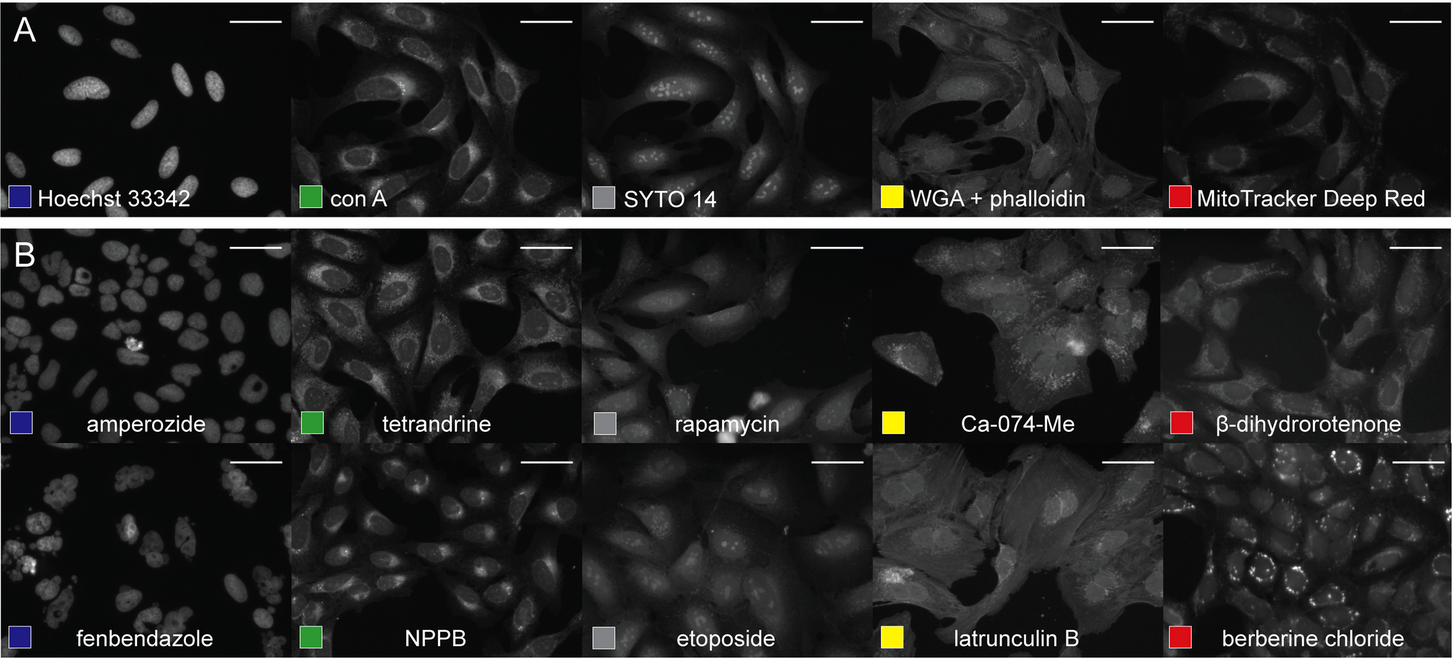 A
Hoechst 33342
con A
SYTO 14
WGA + phalloidin
MitoTracker Deep Red
B
amperozide
tetrandrine
rapamycin
Ca-074-Me
β-dihydrorotenone
fenbendazole
NPPB
etoposide
latrunculin B
berberine chloride